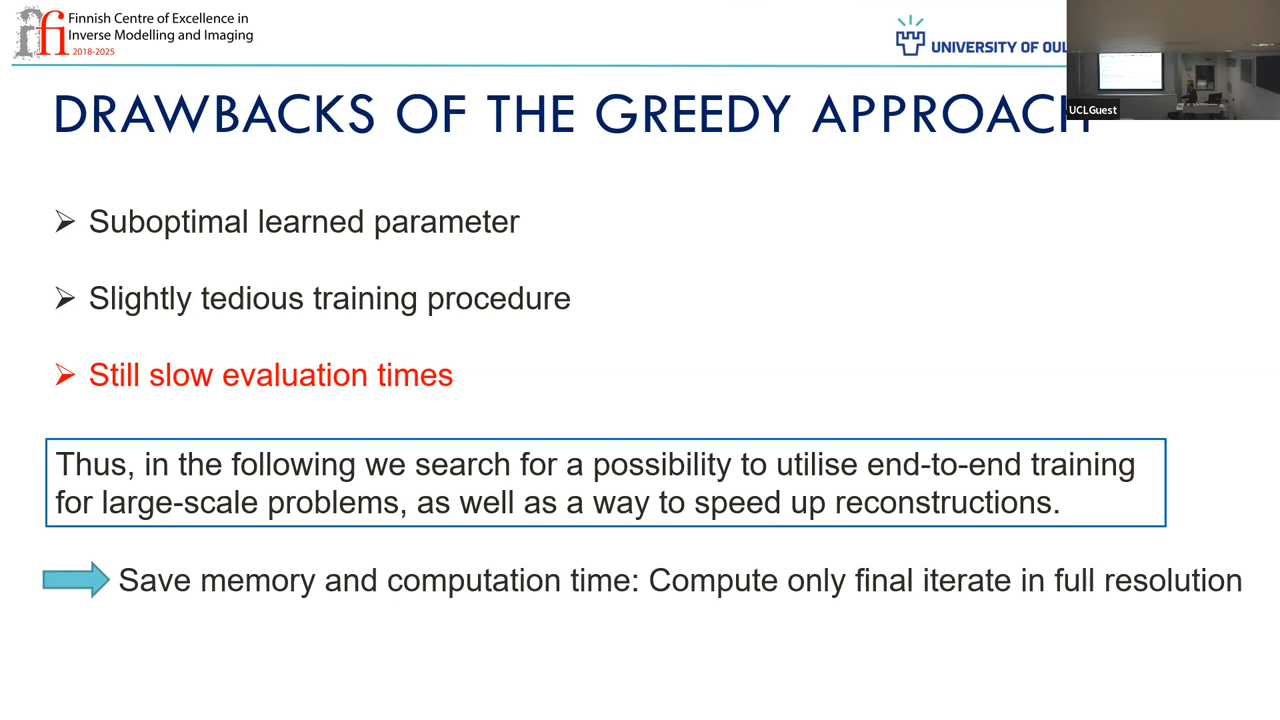 Finnish Centre of Excellence in
Inverse Modelling and Imaging
2018-2025
fi
UNIVERSITY OF OUL
UCLGuest
DRAWBACKS OF THE GREEDY APPROACH
➢ Suboptimal learned parameter
➢ Slightly tedious training procedure
➢ Still slow evaluation times
Thus, in the following we search for a possibility to utilise end-to-end training
for large-scale problems, as well as a way to speed up reconstructions.
Save memory and computation time: Compute only final iterate in full resolution